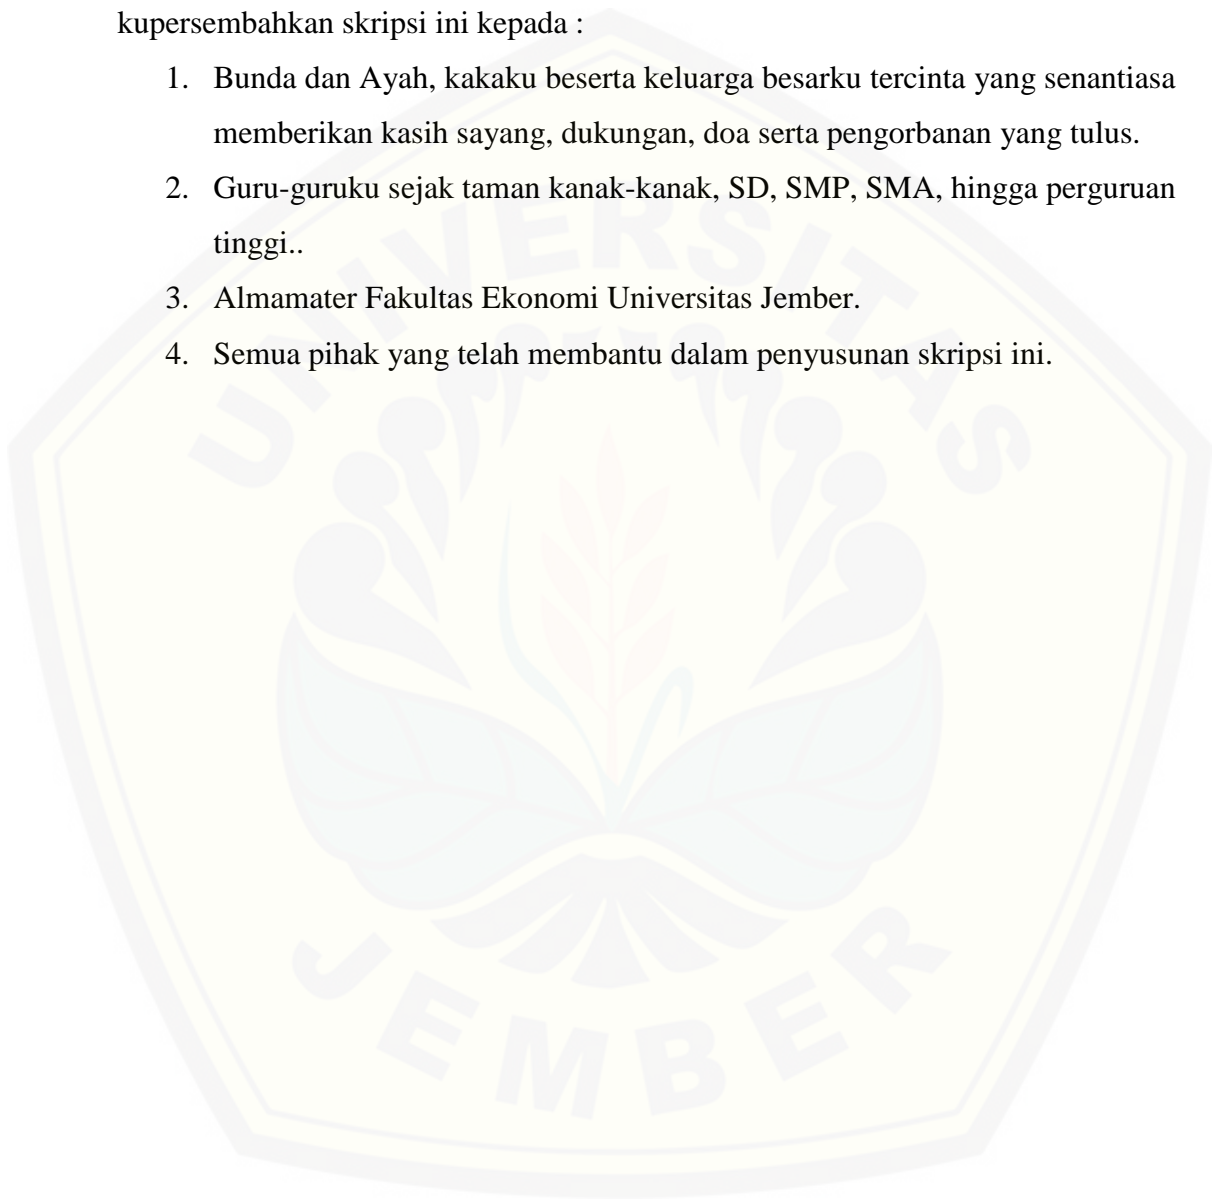 kupersembahkan skripsi ini kepada :
1. Bunda dan Ayah, kakaku beserta keluarga besarku tercinta yang senantiasa
memberikan kasih sayang, dukungan, doa serta pengorbanan yang tulus.
2. Guru-guruku sejak taman kanak-kanak, SD, SMP, SMA, hingga perguruan
tinggi..
3. Almamater Fakultas Ekonomi Universitas Jember.
4. Semua pihak yang telah membantu dalam penyusunan skripsi ini.
UNIVERSITAS
JEMBER